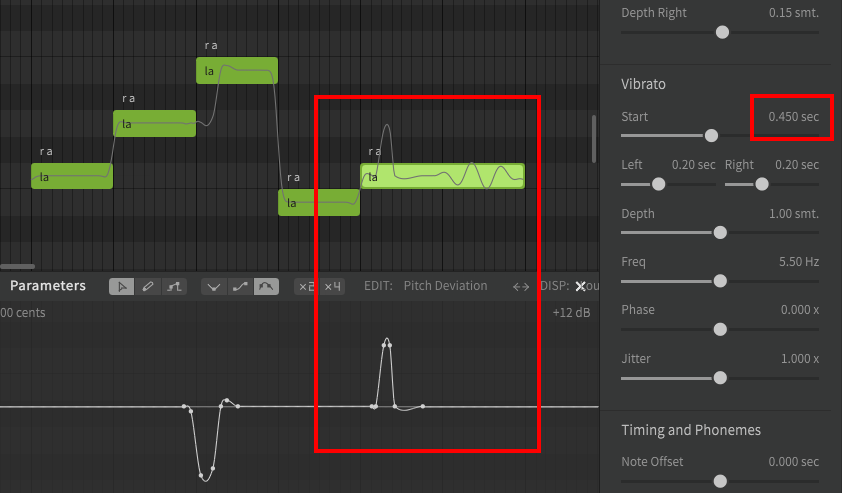 Depth Right 0.15 smt.
r a
la
Vibrato
r a
la
Start 0.450 sec
r a
la
r a
la
Left 0.20 sec Right 0.20 sec
r a
la
Depth 1.00 smt.
Freq 5.50 Hz
Parameters ×2 ×4 EDIT: Pitch Deviation DISP:
00 cents +12 dB
Phase 0.000 x
Jitter 1.000 x
Timing and Phonemes
Note Offset 0.000 sec